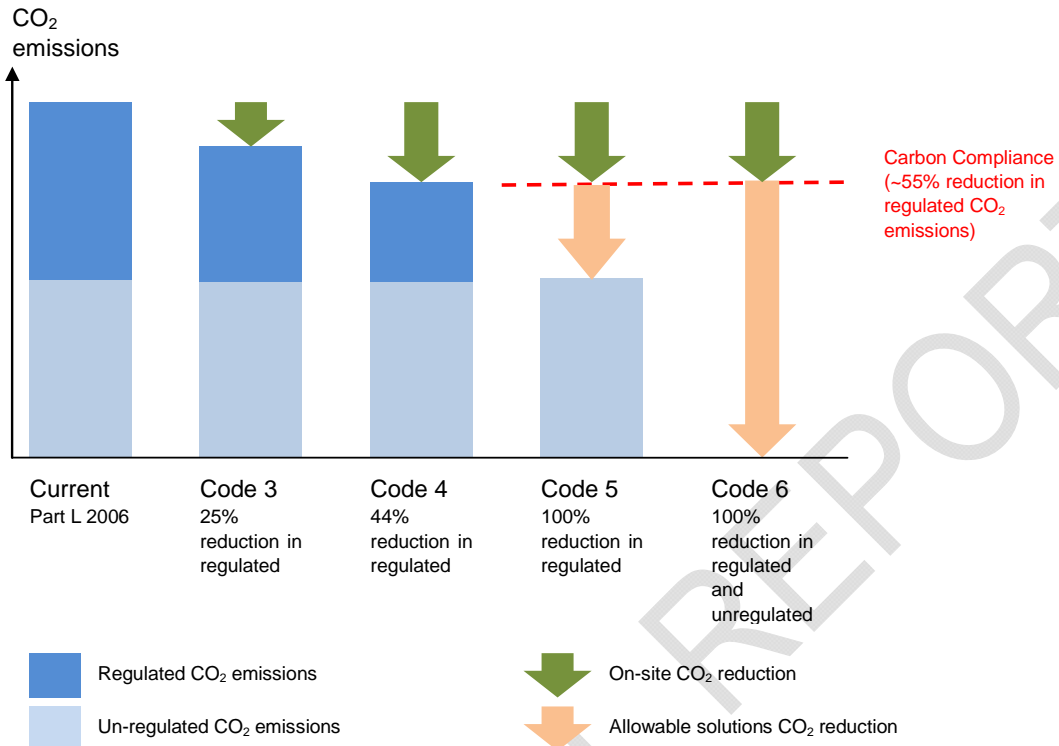 CO₂
emissions
Carbon Compliance
(~55% reduction in
regulated CO₂
emissions)
Current
Part L 2006
Code 3
25%
reduction in
regulated
Code 4
44%
reduction in
regulated
Code 5
100%
reduction in
regulated
Code 6
100%
reduction in
regulated
and
unregulated
Regulated CO₂ emissions
On-site CO₂ reduction
Un-regulated CO₂ emissions
Allowable solutions CO₂ reduction
REPORT